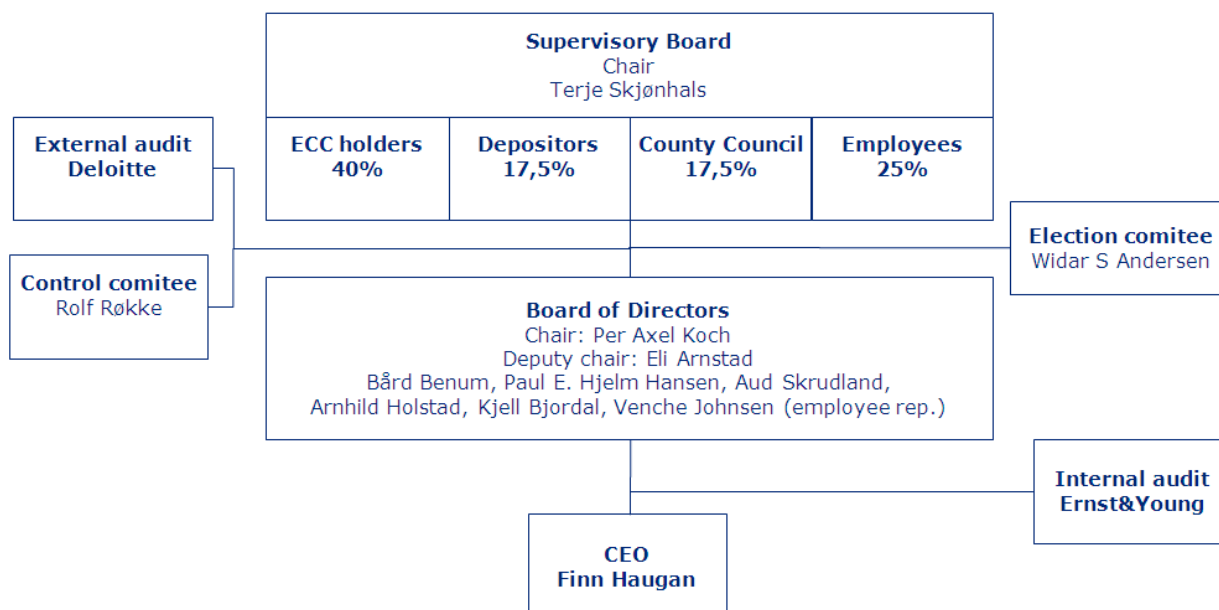 Supervisory Board
Chair
Terje Skjønhals
External audit
Deloitte
ECC holders
40%
Depositors
17,5%
County Council
17,5%
Employees
25%
Control comitee
Rolf Røkke
Election comitee
Widar S Andersen
Board of Directors
Chair: Per Axel Koch
Deputy chair: Eli Arnstad
Bård Benum, Paul E. Hjelm Hansen, Aud Skrudland,
Arnhild Holstad, Kjell Bjordal, Venche Johnsen (employee rep.)
Internal audit
Ernst&Young
CEO
Finn Haugan